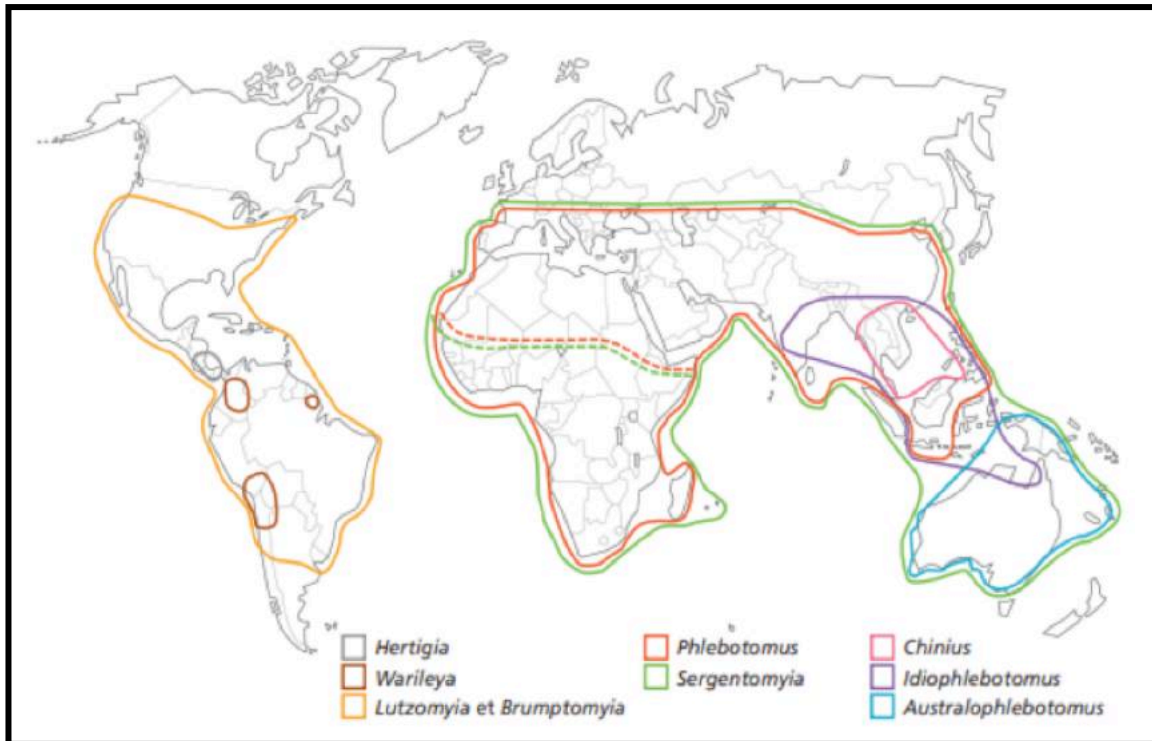 Hertigia
Warileya
Lutzomyia et Brumptomyia
Phlebotomus
Sergentomyia
Chinius
Idiophlebotomus
Australophlebotomus